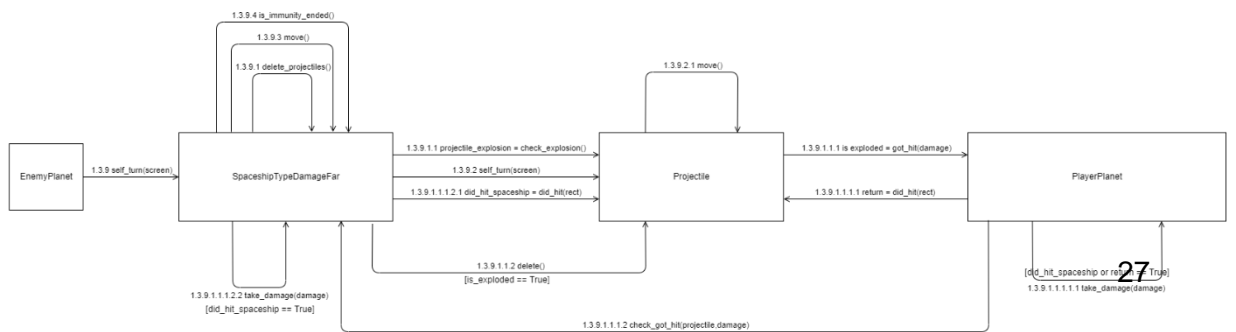 1.3.9.4 is_immunity_ended()
1.3.9.3 move()
1.3.9.1 delete_projectiles()
1.3.9.2.1 move()
EnemyPlanet
1.3.9 self_turn(screen)
SpaceshipTypeDamageFar
1.3.9.1.1 projectile_explosion = check_explosion()
1.3.9.2 self_turn(screen)
1.3.9.1.1.1.2.1 did_hit_spaceship = did_hit(rect)
Projectile
1.3.9.1.1.1 is exploded = got_hit(damage)
1.3.9.1.1.1.1 return = did_hit(rect)
PlayerPlanet
1.3.9.1.1.2 delete()
[is_exploded == True]
1.3.9.1.1.1.2.2 take_damage(damage)
[did_hit_spaceship == True]
[did_hit_spaceship or return == True]
27
1.3.9.1.1.1.1.1 take_damage(damage)
1.3.9.1.1.1.2 check_got_hit(projectile,damage)